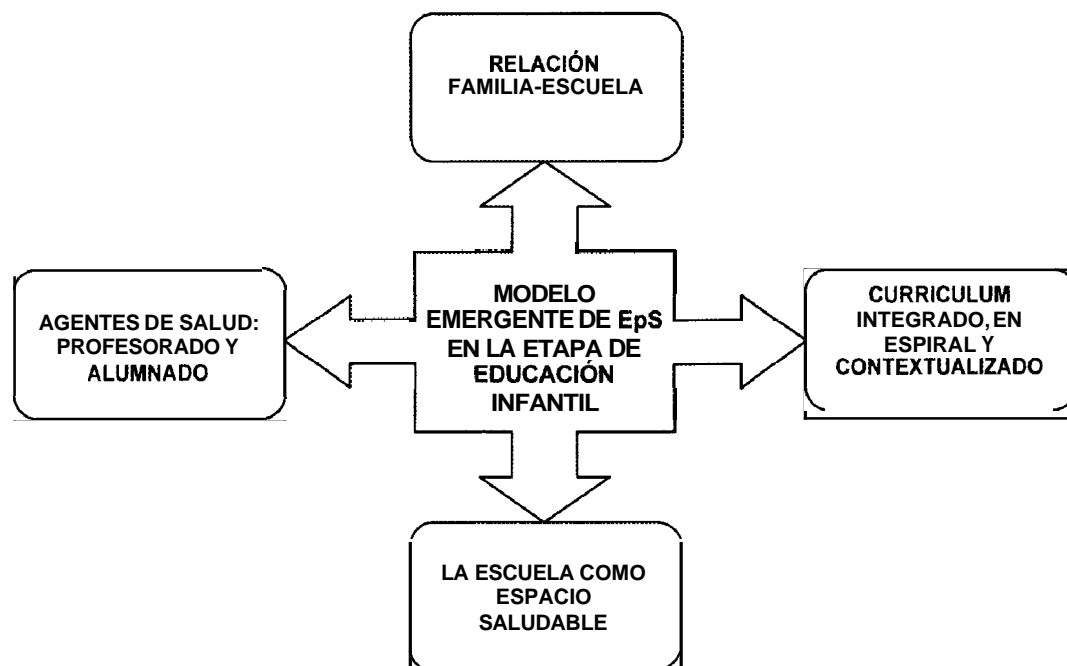 RELACIÓN
FAMILIA-ESCUELA
AGENTES DE SALUD:
PROFESORADO Y
ALUMNADO
MODELO
EMERGENTE DE EpS
EN LA ETAPA DE
EDUCACIÓN
INFANTIL
CURRICULUM
INTEGRADO, EN
ESPIRAL Y
CONTEXTUALIZADO
LA ESCUELA COMO
ESPACIO
SALUDABLE